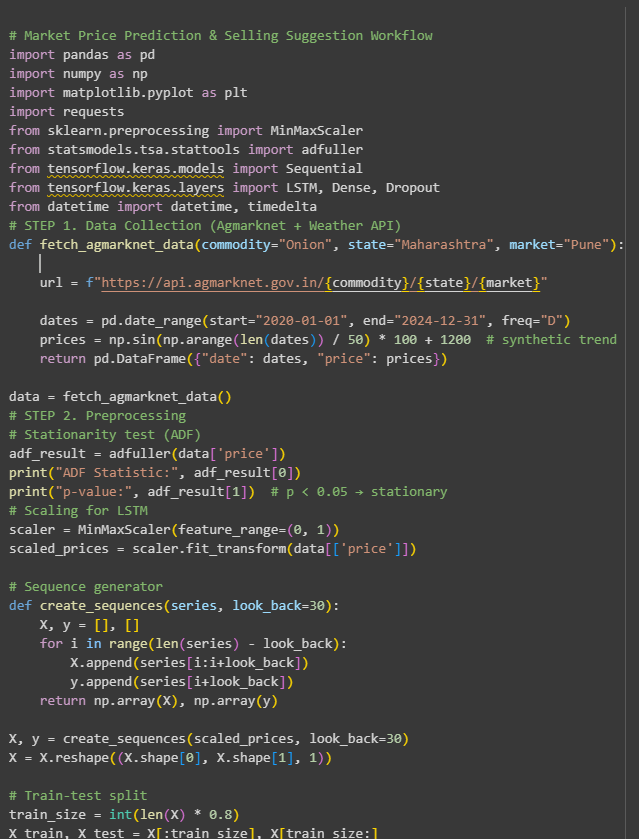 # Market Price Prediction & Selling Suggestion Workflow
import pandas as pd
import numpy as np
import matplotlib.pyplot as plt
import requests
from sklearn.preprocessing import MinMaxScaler
from statsmodels.tsa.stattools import adfuller
from tensorflow.keras.models import Sequential
from tensorflow.keras.layers import LSTM, Dense, Dropout
from datetime import datetime, timedelta
# STEP 1. Data Collection (Agmarknet + Weather API)
def fetch_agmarknet_data(commodity="Onion", state="Maharashtra", market="Pune"):
    url = f"https://api.agmarknet.gov.in/{commodity}/{state}/{market}"
    dates = pd.date_range(start="2020-01-01", end="2024-12-31", freq="D")
    prices = np.sin(np.arange(len(dates)) / 50) * 100 + 1200  # synthetic trend
    return pd.DataFrame({"date": dates, "price": prices})
data = fetch_agmarknet_data()
# STEP 2. Preprocessing
# Stationarity test (ADF)
adf_result = adfuller(data['price'])
print("ADF Statistic:", adf_result[0])
print("p-value:", adf_result[1])  # p < 0.05 → stationary
# Scaling for LSTM
scaler = MinMaxScaler(feature_range=(0, 1))
scaled_prices = scaler.fit_transform(data[['price']])
# Sequence generator
def create_sequences(series, look_back=30):
    X, y = [], []
    for i in range(len(series) - look_back):
        X.append(series[i:i+look_back])
        y.append(series[i+look_back])
    return np.array(X), np.array(y)
X, y = create_sequences(scaled_prices, look_back=30)
X = X.reshape((X.shape[0], X.shape[1], 1))
# Train-test split
train_size = int(len(X) * 0.8)
X_train, X_test = X[:train_size], X[train_size:]